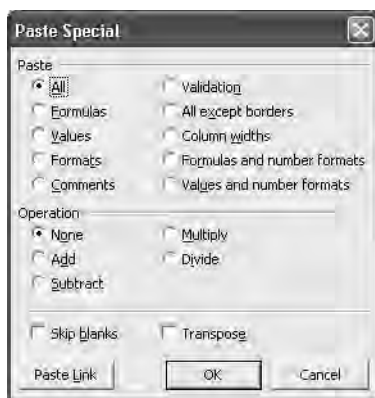 Paste Special
Paste
All
Validation
Formulas
All except borders
Values
Column widths
Formats
Formulas and number formats
Comments
Values and number formats
Operation
None
Multiply
Add
Divide
Subtract
Skip blanks
Transpose
Paste Link
OK
Cancel